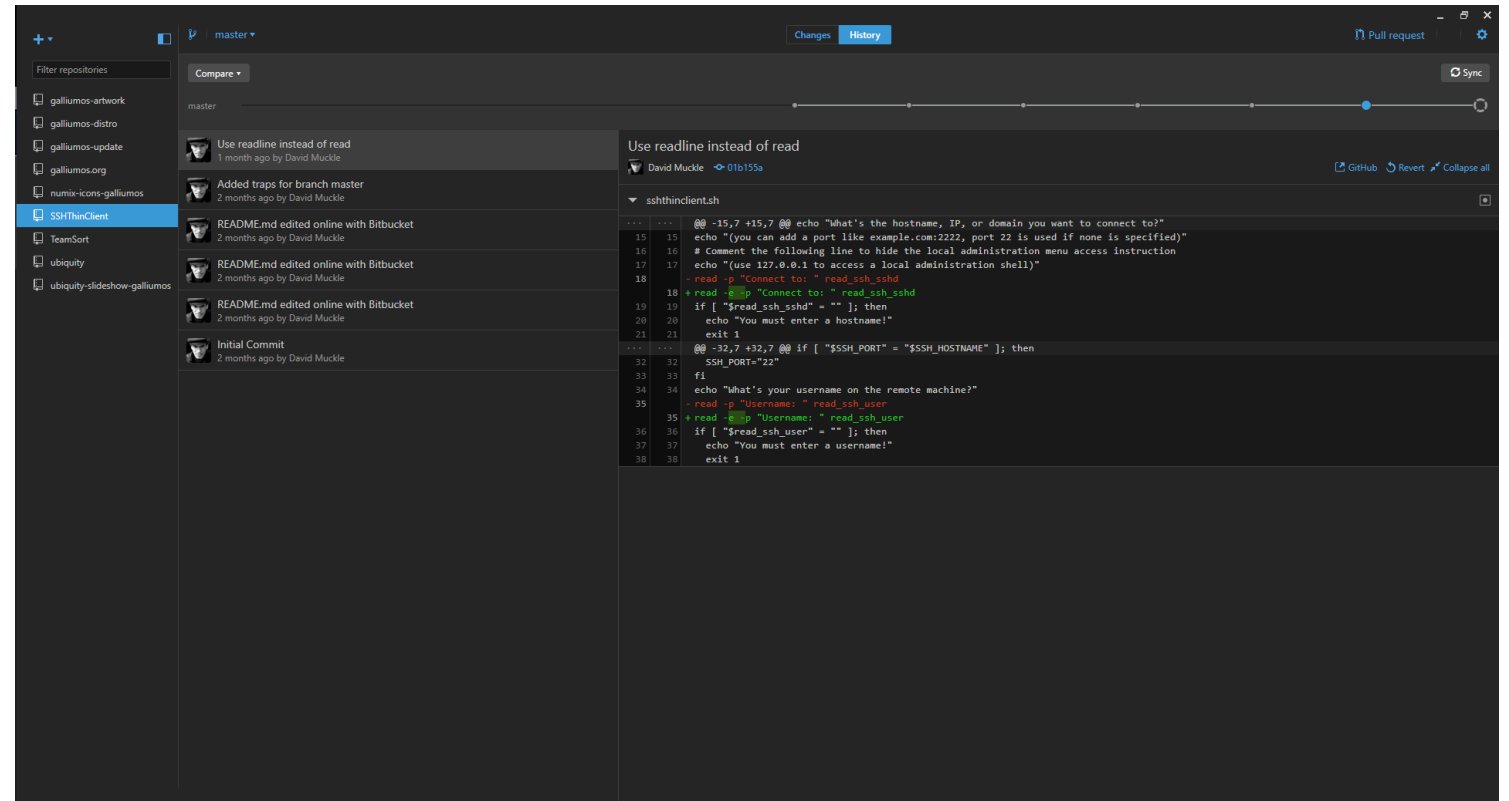 master
Changes
History
Pull request
Filter repositories
galliumos-artwork
galliumos-distro
galliumos-update
galliumos.org
numix-icons-galliumos
SSHThinClient
TeamSort
ubiquity
ubiquity-slideshow-galliumos
Compare
Sync
master
Use readline instead of read
1 month ago by David Muckle
Added traps for branch master
2 months ago by David Muckle
README.md edited online with Bitbucket
2 months ago by David Muckle
README.md edited online with Bitbucket
2 months ago by David Muckle
README.md edited online with Bitbucket
2 months ago by David Muckle
Initial Commit
2 months ago by David Muckle
Use readline instead of read
David Muckle 01b155a
GitHub Revert Collapse all
sshthinclient.sh
... ... @@ -15,7 +15,7 @@ echo "What's the hostname, IP, or domain you want to connect to?"
15 15 echo "(you can add a port like example.com:2222, port 22 is used if none is specified)"
16 16 # Comment the following line to hide the local administration menu access instruction
17 17 echo "(use 127.0.0.1 to access a local administration shell)"
18 - read -p "Connect to: " read_ssh_sshd
18 + read -e -p "Connect to: " read_ssh_sshd
19 19 if [ "$read_ssh_sshd" = "" ]; then
20 20 echo "You must enter a hostname!"
21 21 exit 1
... ... @@ -32,7 +32,7 @@ if [ "$SSH_PORT" = "$SSH_HOSTNAME" ]; then
32 32 SSH_PORT="22"
33 33 fi
34 34 echo "What's your username on the remote machine?"
35 - read -p "Username: " read_ssh_user
35 + read -e -p "Username: " read_ssh_user
36 36 if [ "$read_ssh_user" = "" ]; then
37 37 echo "You must enter a username!"
38 38 exit 1